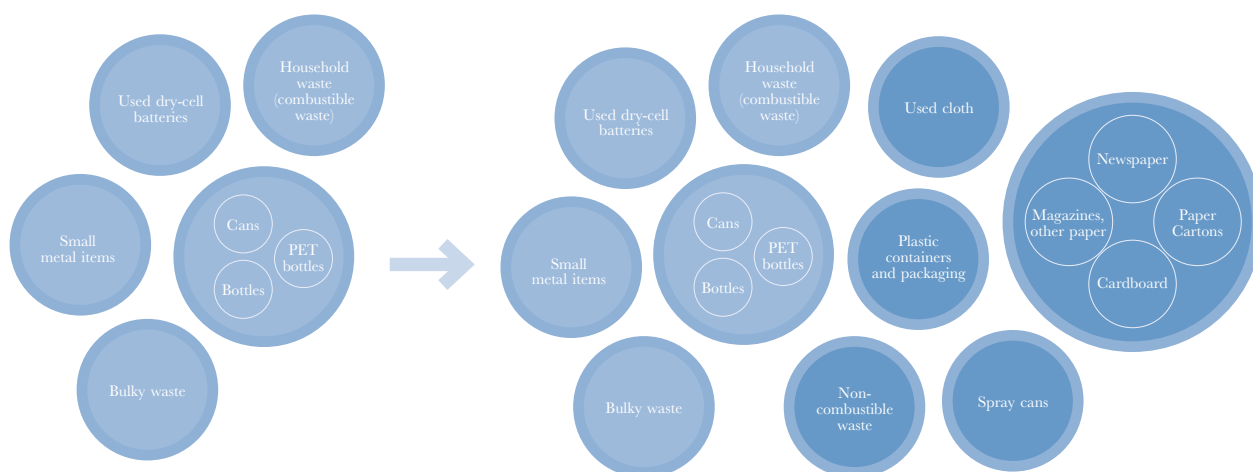 Used dry-cell
batteries
Household
waste
(combustible
waste)
Small
metal items
Cans
PET
bottles
Bottles
Bulky waste
Used dry-cell
batteries
Household
waste
(combustible
waste)
Used cloth
Small
metal items
Cans
PET
bottles
Bottles
Plastic
containers
and packaging
Newspaper
Magazines,
other paper
Paper
Cartons
Cardboard
Bulky waste
Non-
combustible
waste
Spray cans